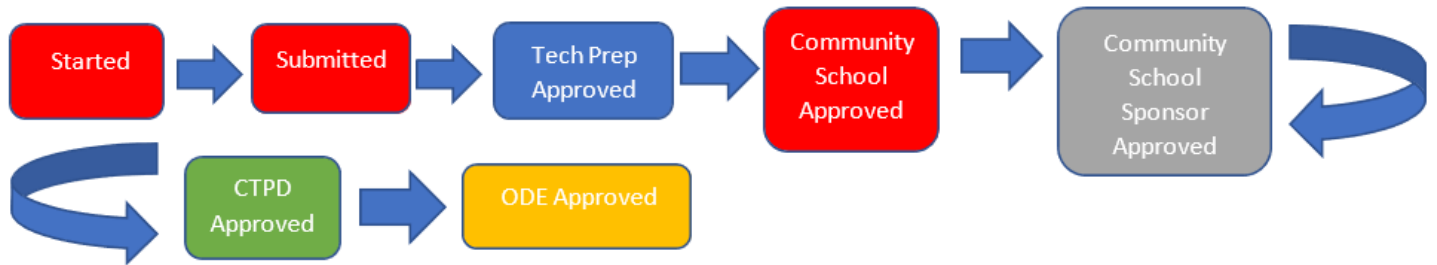 Started
Submitted
Tech Prep
Approved
Community
School
Approved
Community
School
Sponsor
Approved
CTPD
Approved
ODE Approved